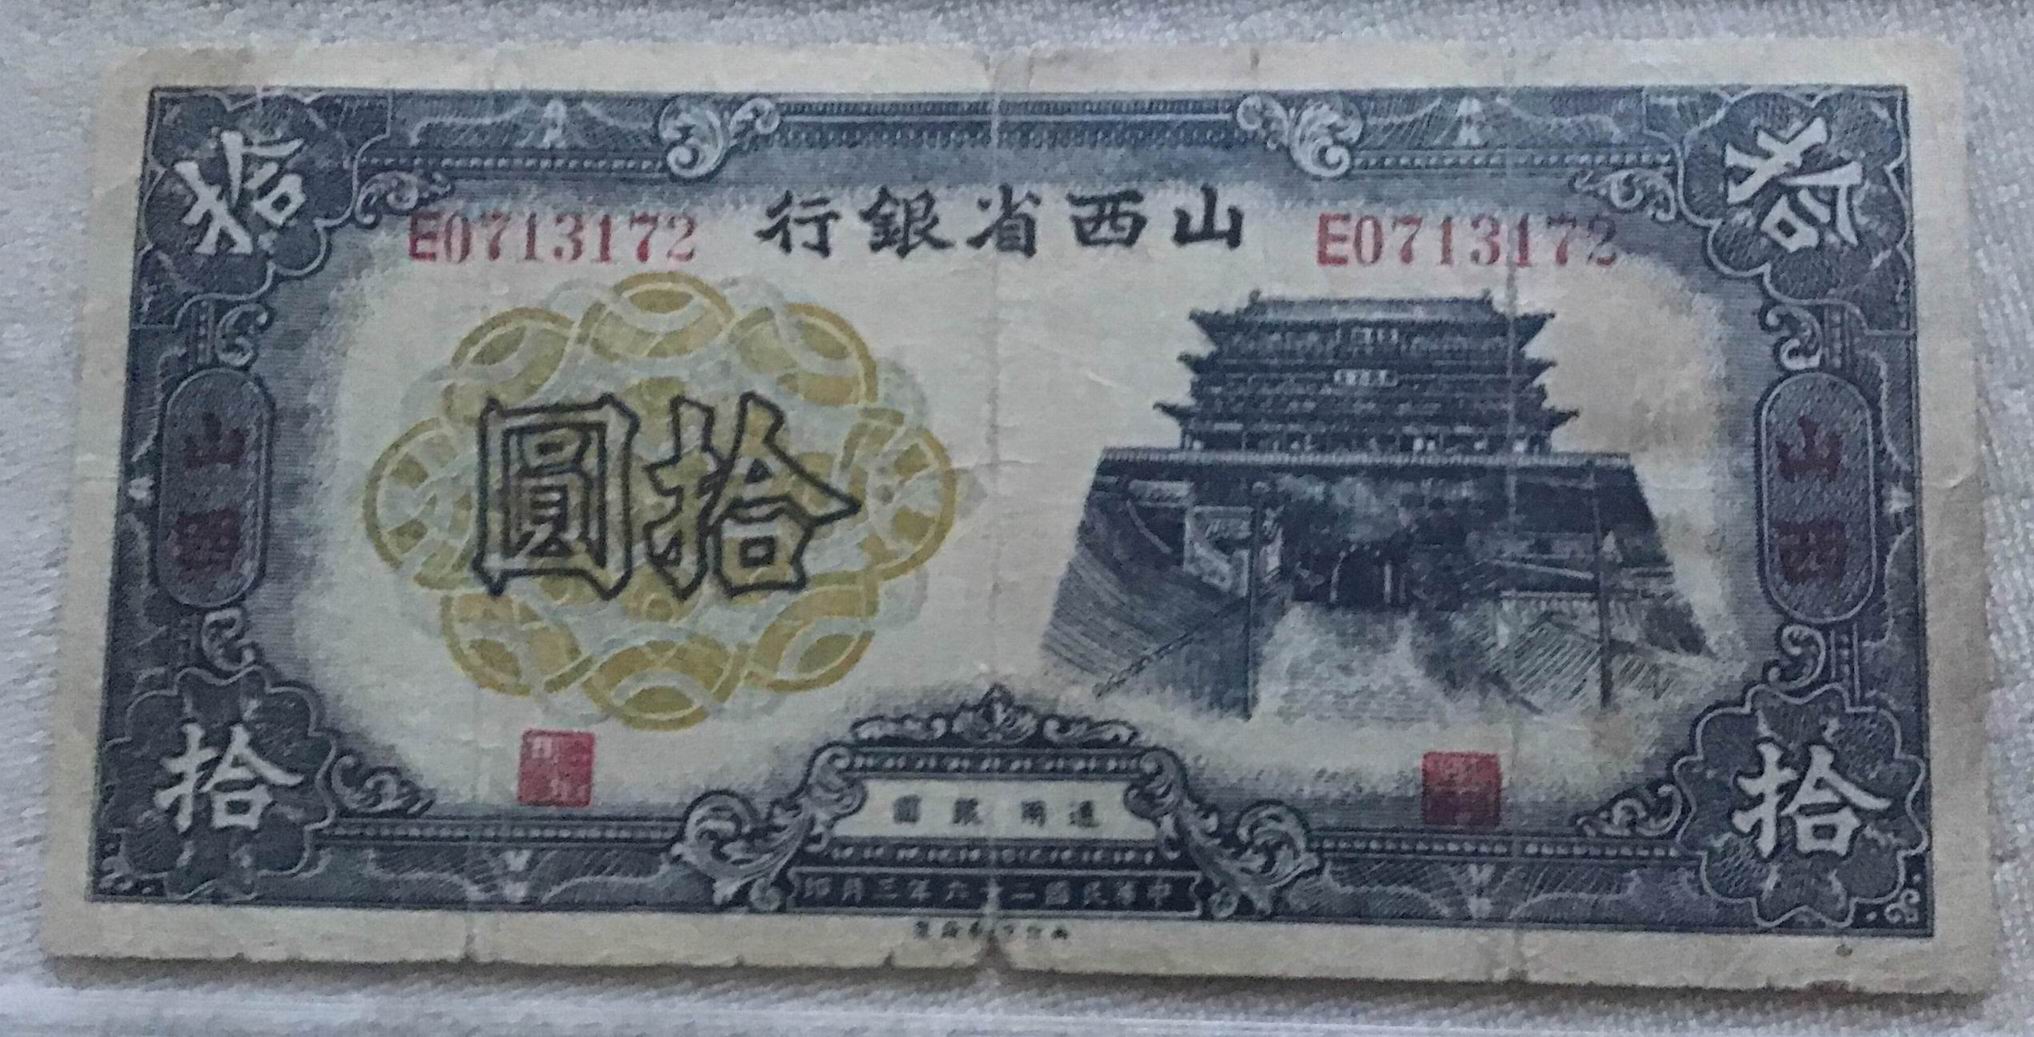 拾
拾
E0713172
山西省銀行
E0713172
拾圓
山西
山西
通用銀圓
中華民國二十六年三月印
拾
拾